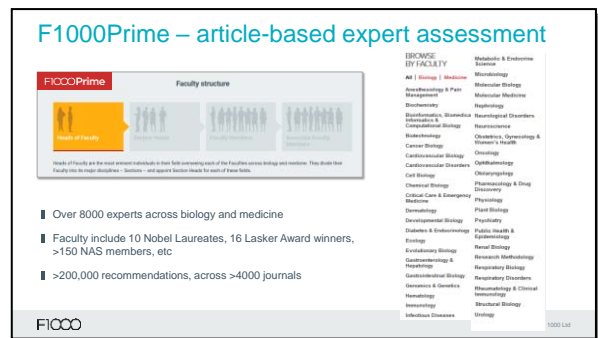 F1000Prime – article-based expert assessment
F1000Prime
Faculty structure
Heads of Faculty
Section Heads
Faculty Members
Associate Faculty
Members
Heads of Faculty are the most eminent individuals in their field overseeing each of the Faculties across biology and medicine. They divide their
Faculty into its major disciplines – Sections – and appoint Section Heads for each of these fields.
Over 8000 experts across biology and medicine
Faculty include 10 Nobel Laureates, 16 Lasker Award winners,
>150 NAS members, etc
>200,000 recommendations, across >4000 journals
BROWSE
BY FACULTY
All | Biology | Medicine
Anesthesiology & Pain
Management
Biochemistry
Bioinformatics, Biomedical
Informatics &
Computational Biology
Biotechnology
Cancer Biology
Cardiovascular Biology
Cardiovascular Disorders
Cell Biology
Chemical Biology
Critical Care & Emergency
Medicine
Dermatology
Developmental Biology
Diabetes & Endocrinology
Ecology
Evolutionary Biology
Gastroenterology &
Hepatology
Gastrointestinal Biology
Genomics & Genetics
Hematology
Immunology
Infectious Diseases
Metabolic & Endocrine
Science
Microbiology
Molecular Biology
Molecular Medicine
Nephrology
Neurological Disorders
Neuroscience
Obstetrics, Gynecology &
Women's Health
Oncology
Ophthalmology
Otolaryngology
Pharmacology & Drug
Discovery
Physiology
Plant Biology
Psychiatry
Public Health &
Epidemiology
Renal Biology
Research Methodology
Respiratory Biology
Respiratory Disorders
Rheumatology & Clinical
Immunology
Structural Biology
Urology
F1000
1000 Ltd